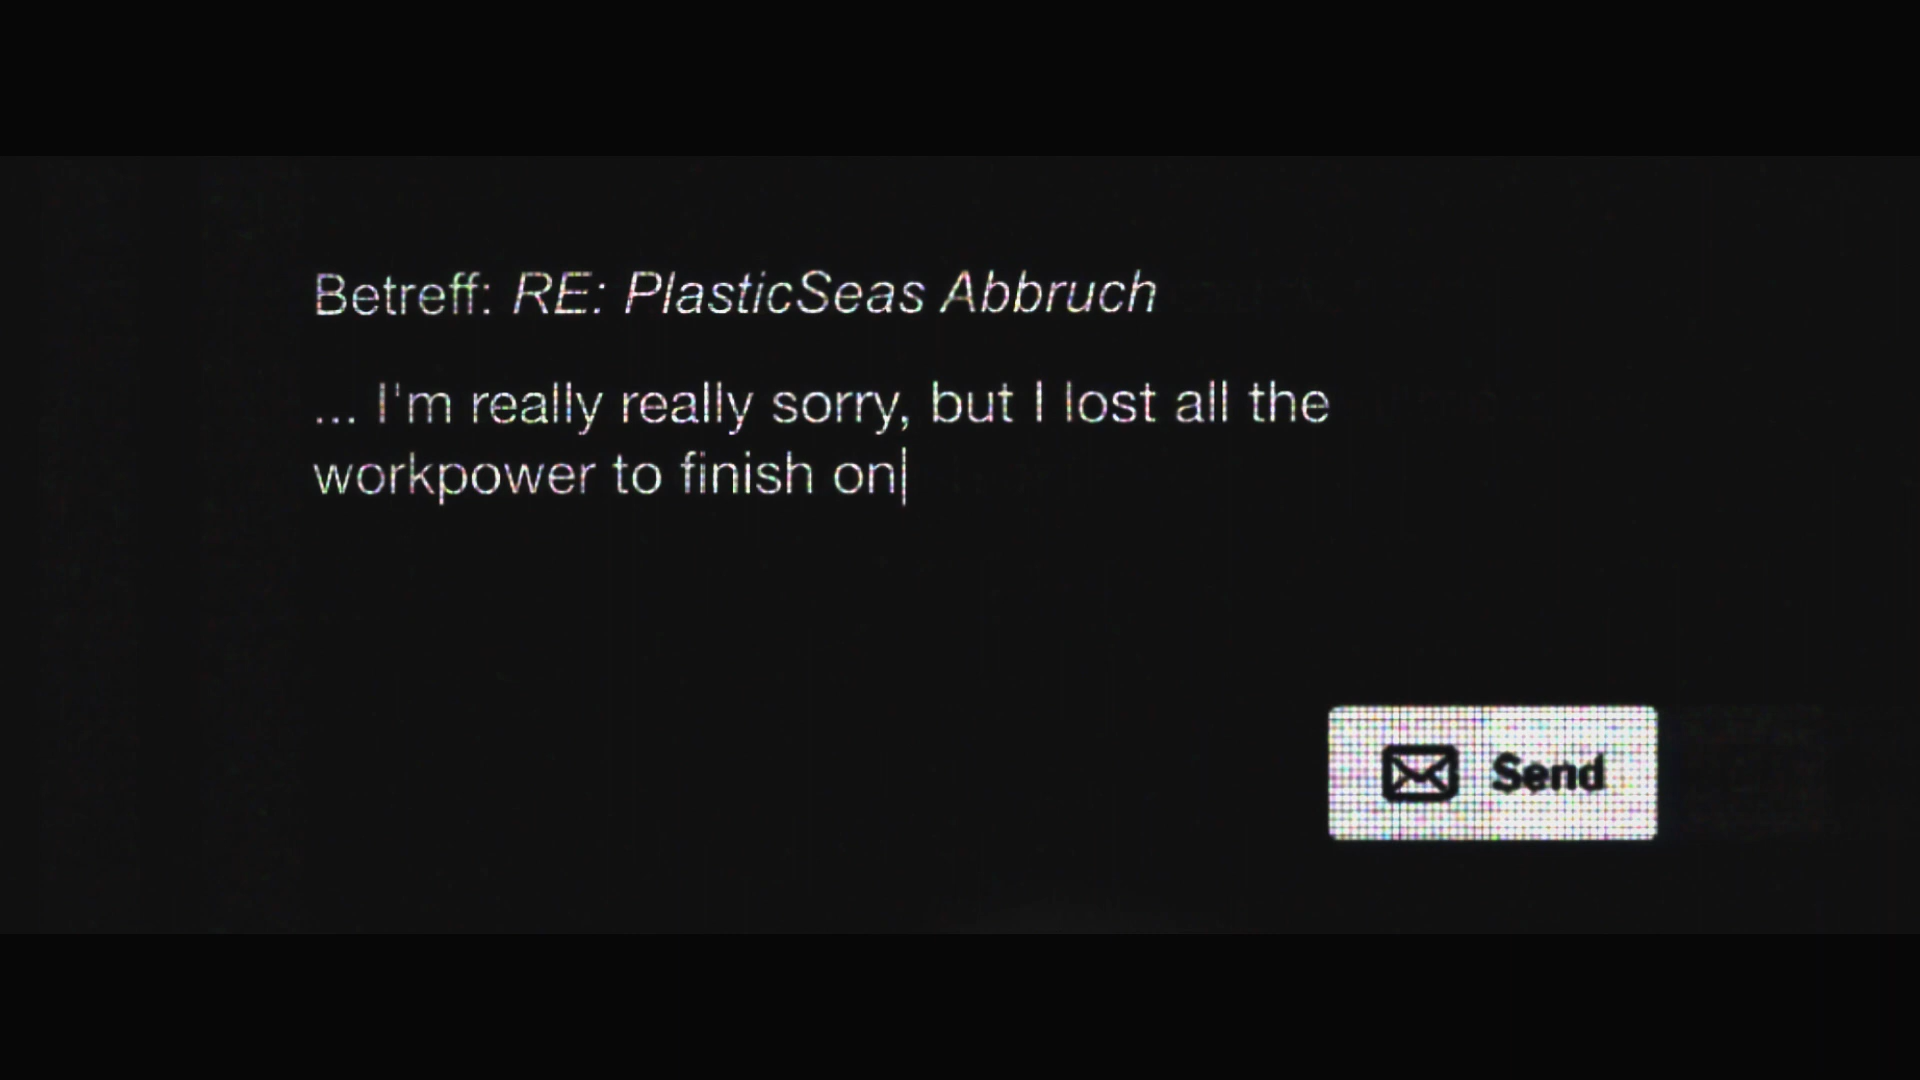 Betreff: RE: PlasticSeas Abbruch
... I'm really really sorry, but I lost all the
workpower to finish on
Send